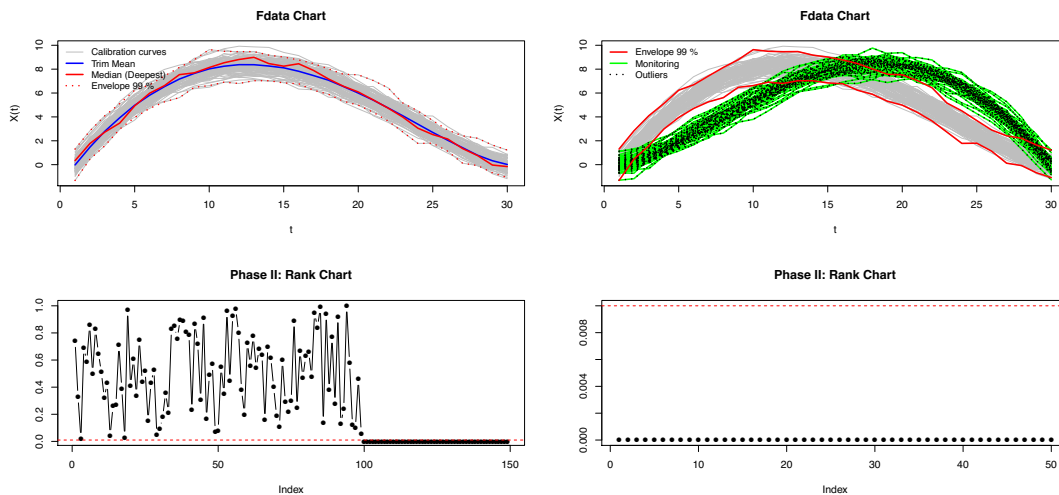 Fdata Chart
Calibration curves
Trim Mean
Median (Deepest)
Envelope 99 %
X(t)
0 2 4 6 8 10
0 5 10 15 20 25 30
t
Fdata Chart
Envelope 99 %
Monitoring
Outliers
X(t)
0 2 4 6 8 10
0 5 10 15 20 25 30
t
Phase II: Rank Chart
0.0 0.2 0.4 0.6 0.8 1.0
0 50 100 150
Index
Phase II: Rank Chart
0.000 0.004 0.008
0 10 20 30 40 50
Index